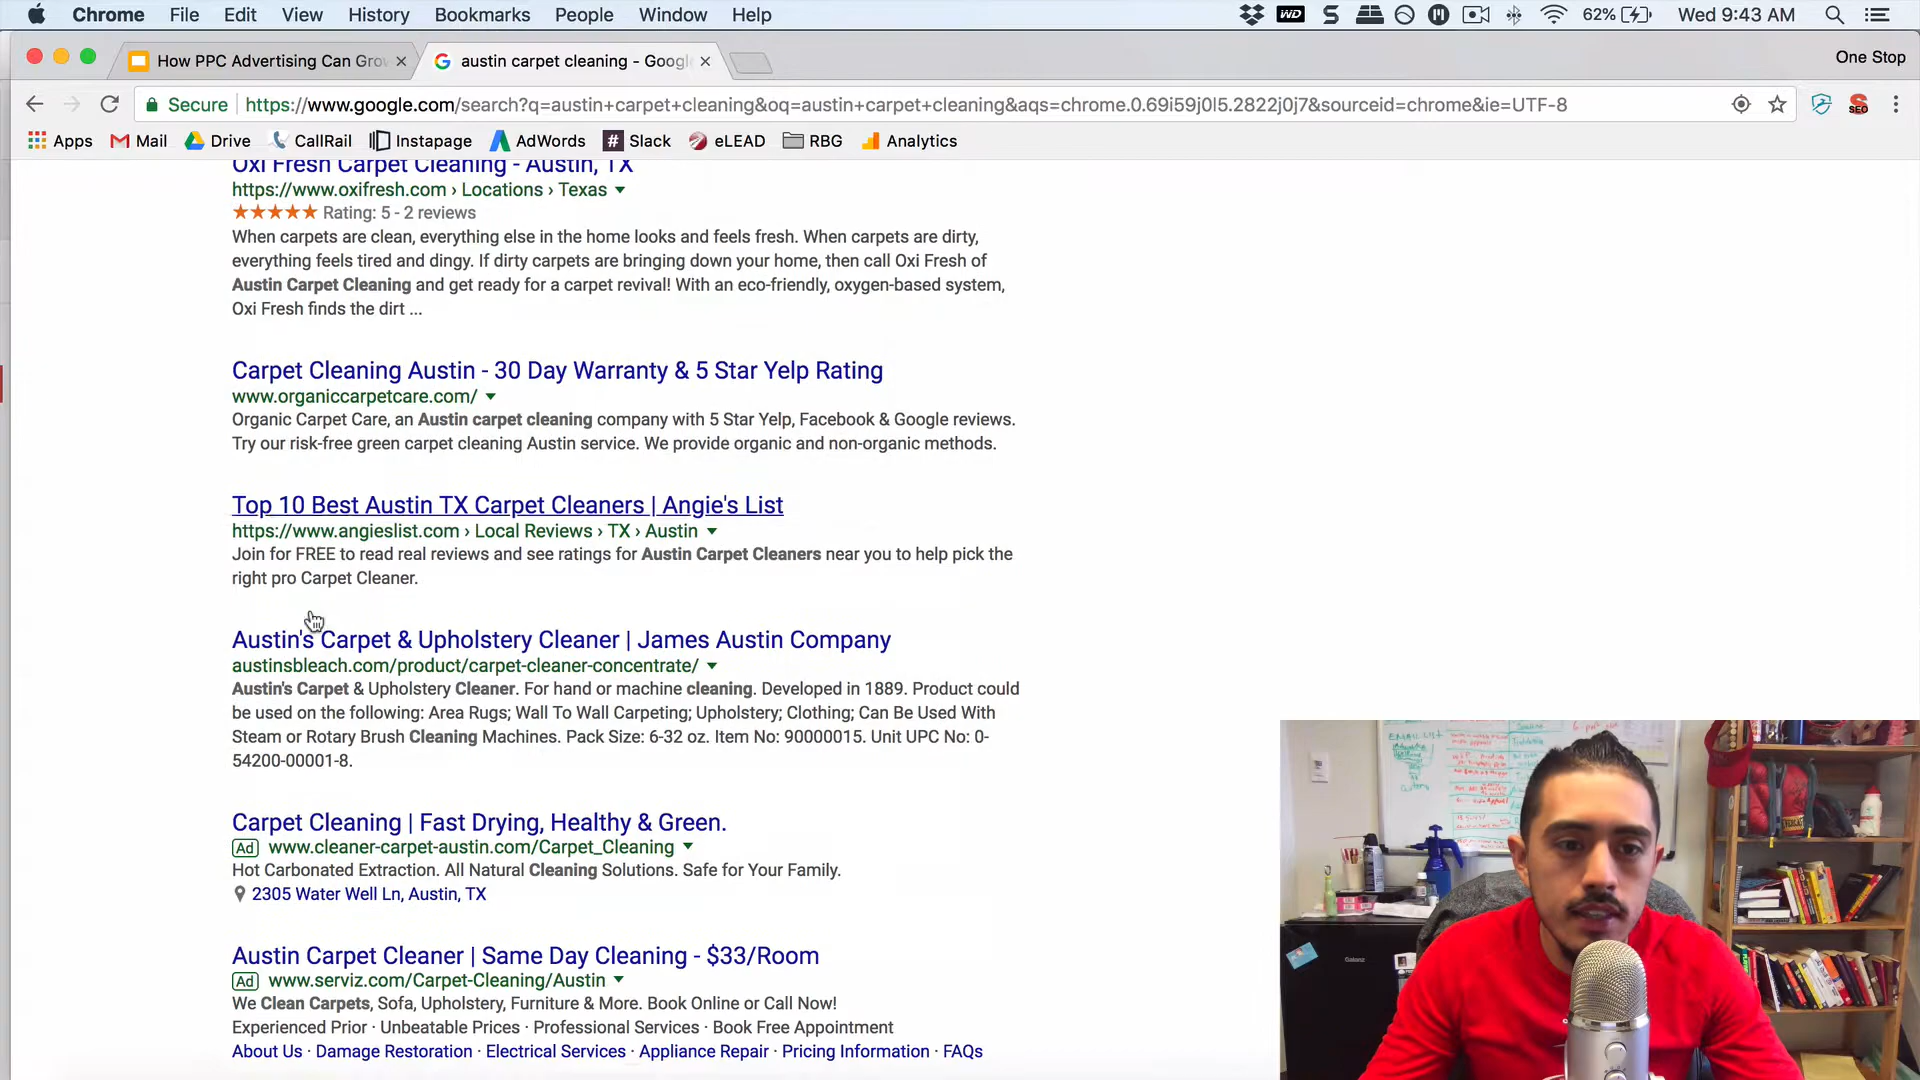 Chrome File Edit View History Bookmarks People Window Help
WD 62% Wed 9:43 AM
How PPC Advertising Can Gro
austin carpet cleaning - Googl
One Stop
Secure https://www.google.com/search?q=austin+carpet+cleaning&oq=austin+carpet+cleaning&aqs=chrome.0.69i59j0l5.2822j0j7&sourceid=chrome&ie=UTF-8
SEO
Apps Mail Drive CallRail Instapage AdWords Slack eLEAD RBG Analytics
Oxi Fresh Carpet Cleaning - Austin, TX
https://www.oxifresh.com › Locations › Texas
Rating: 5 - 2 reviews
When carpets are clean, everything else in the home looks and feels fresh. When carpets are dirty,
everything feels tired and dingy. If dirty carpets are bringing down your home, then call Oxi Fresh of
Austin Carpet Cleaning and get ready for a carpet revival! With an eco-friendly, oxygen-based system,
Oxi Fresh finds the dirt ...
Carpet Cleaning Austin - 30 Day Warranty & 5 Star Yelp Rating
www.organiccarpetcare.com/
Organic Carpet Care, an Austin carpet cleaning company with 5 Star Yelp, Facebook & Google reviews.
Try our risk-free green carpet cleaning Austin service. We provide organic and non-organic methods.
Top 10 Best Austin TX Carpet Cleaners | Angie's List
https://www.angieslist.com › Local Reviews › TX › Austin
Join for FREE to read real reviews and see ratings for Austin Carpet Cleaners near you to help pick the
right pro Carpet Cleaner.
Austin's Carpet & Upholstery Cleaner | James Austin Company
austinsbleach.com/product/carpet-cleaner-concentrate/
Austin's Carpet & Upholstery Cleaner. For hand or machine cleaning. Developed in 1889. Product could
be used on the following: Area Rugs; Wall To Wall Carpeting; Upholstery; Clothing; Can Be Used With
Steam or Rotary Brush Cleaning Machines. Pack Size: 6-32 oz. Item No: 90000015. Unit UPC No: 0-
54200-00001-8.
Carpet Cleaning | Fast Drying, Healthy & Green.
Ad www.cleaner-carpet-austin.com/Carpet_Cleaning
Hot Carbonated Extraction. All Natural Cleaning Solutions. Safe for Your Family.
2305 Water Well Ln, Austin, TX
Austin Carpet Cleaner | Same Day Cleaning - $33/Room
Ad www.serviz.com/Carpet-Cleaning/Austin
We Clean Carpets, Sofa, Upholstery, Furniture & More. Book Online or Call Now!
Experienced Prior · Unbeatable Prices · Professional Services · Book Free Appointment
About Us · Damage Restoration · Electrical Services · Appliance Repair · Pricing Information · FAQs
EMAIL LIST